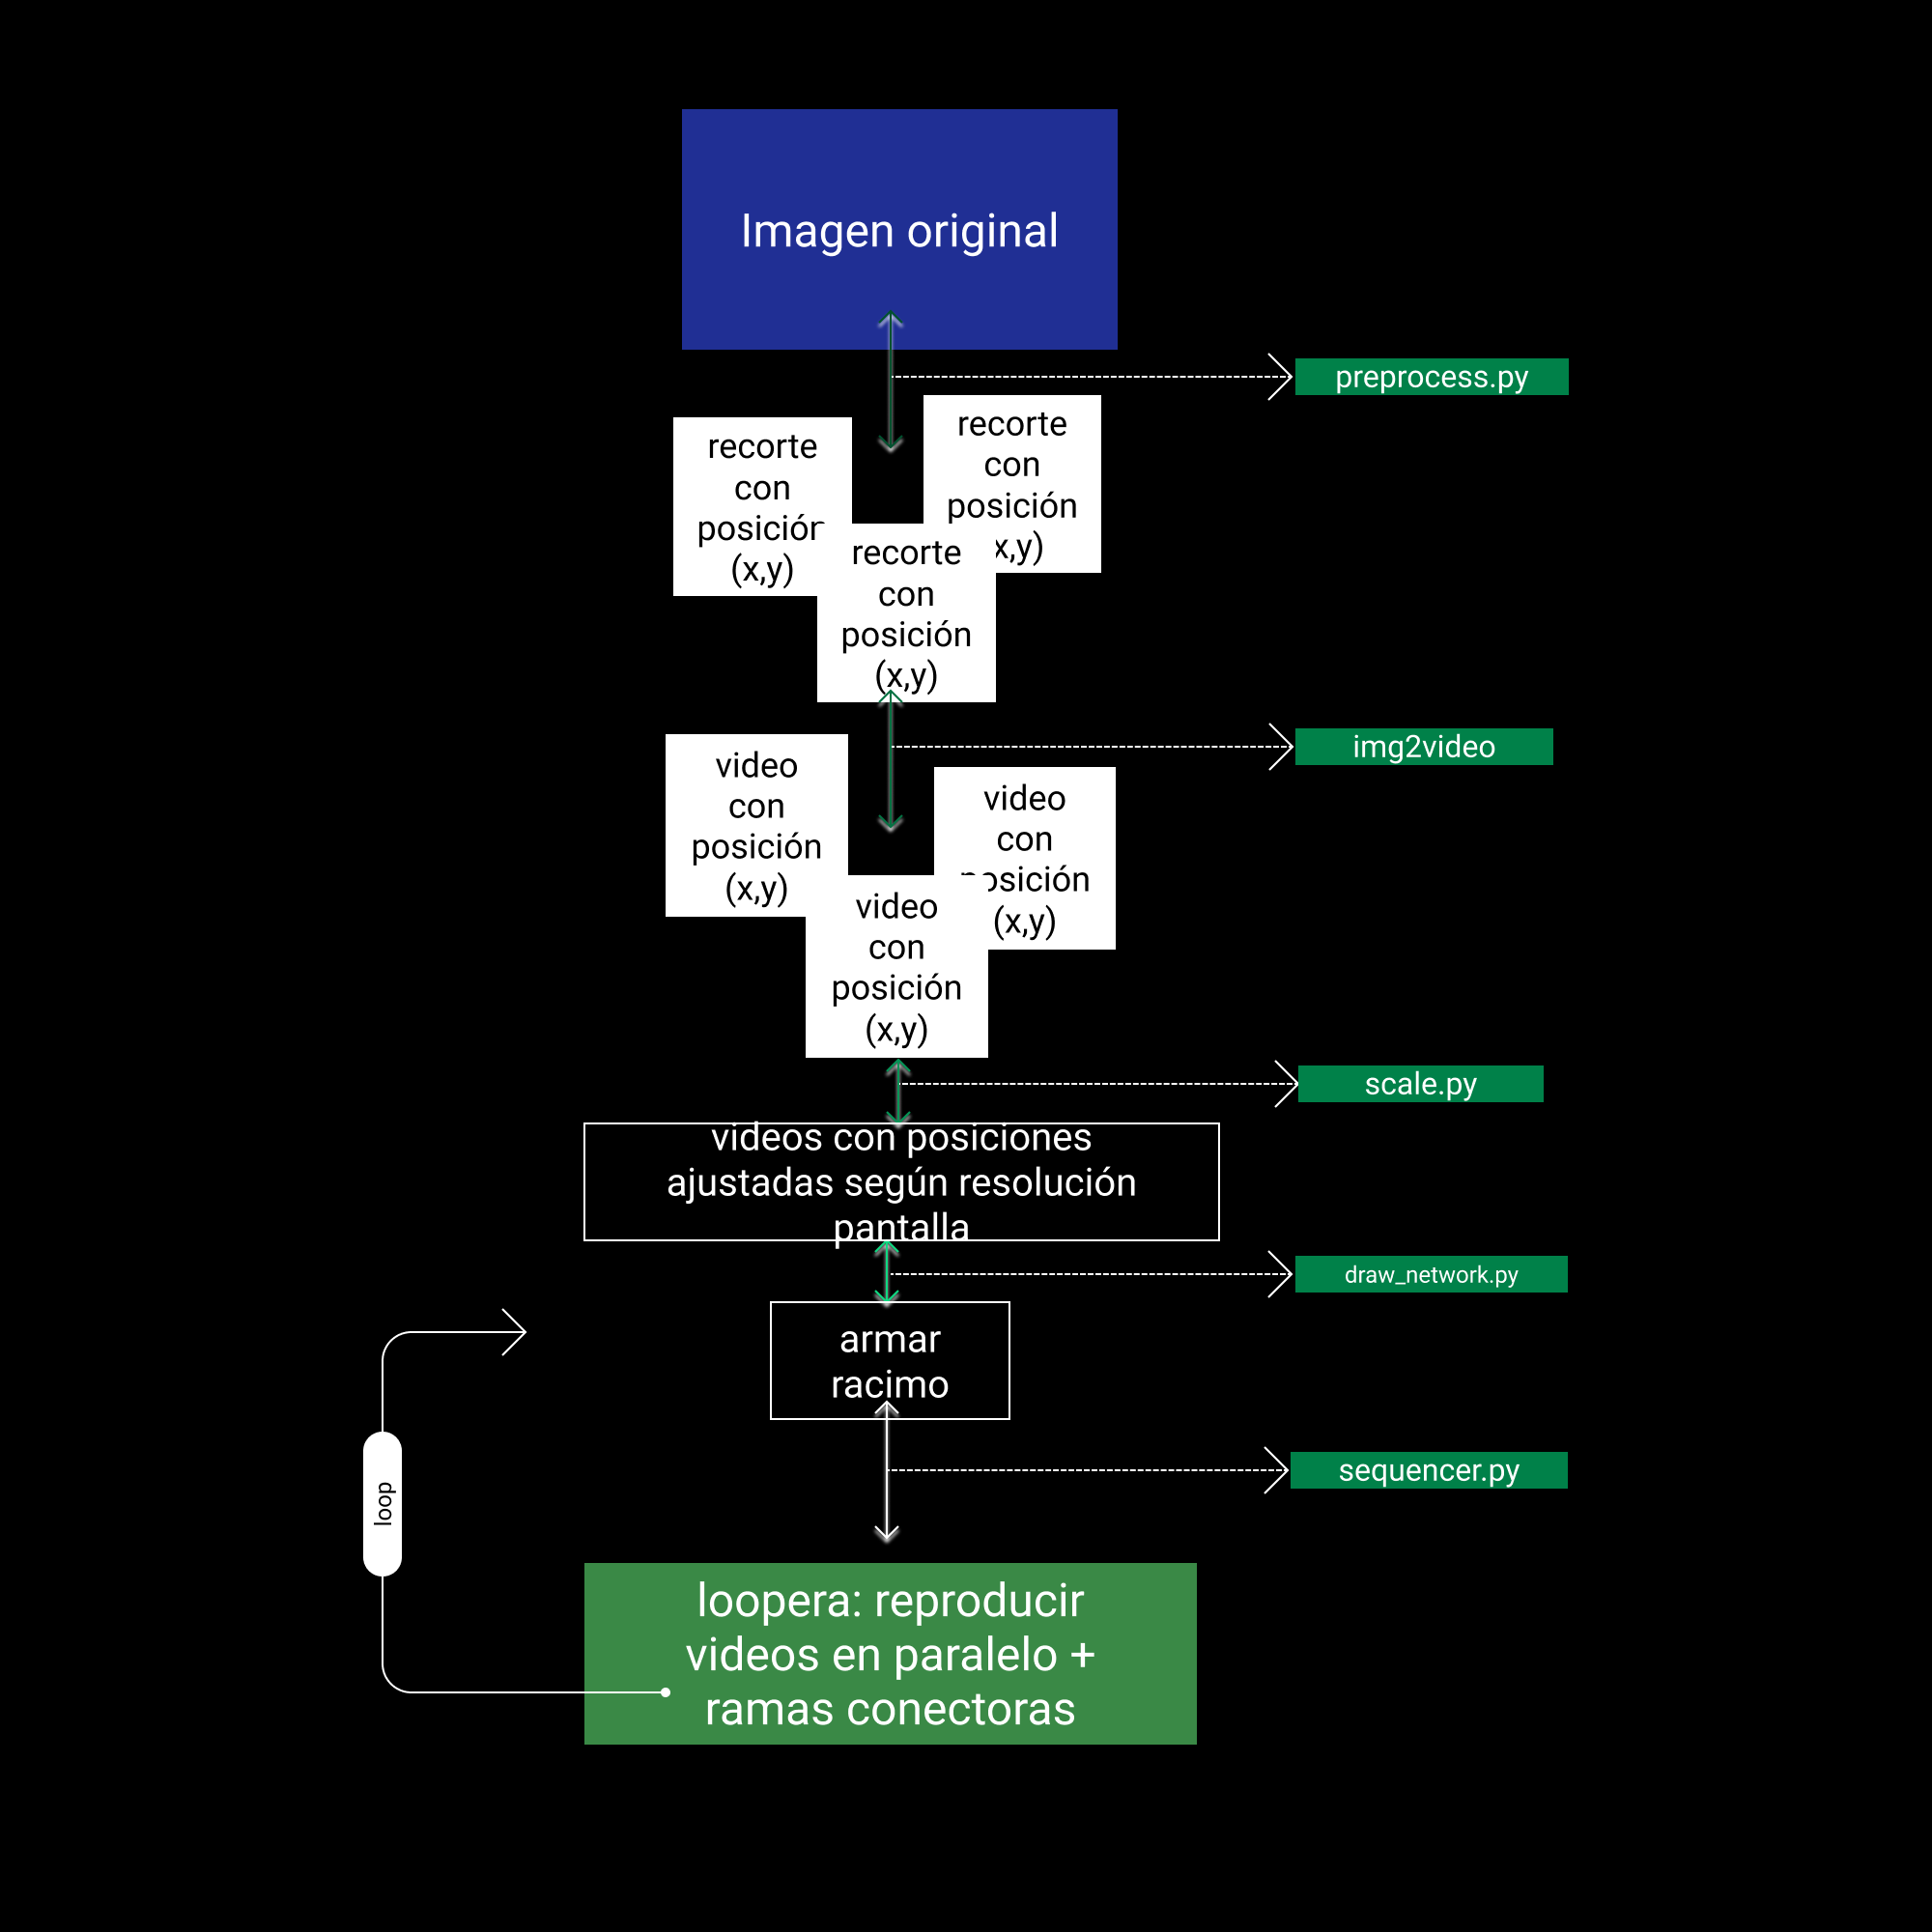 Imagen original
preprocess.py
recorte
con
posición
(x,y)
recorte
con
posición
x,y)
recorte
con
posición
(x,y)
img2video
video
con
posición
(x,y)
video
con
posición
(x,y)
video
con
posición
(x,y)
scale.py
videos con posiciones
ajustadas según resolución
pantalla
draw_network.py
armar
racimo
sequencer.py
loop
loopera: reproducir
videos en paralelo +
ramas conectoras